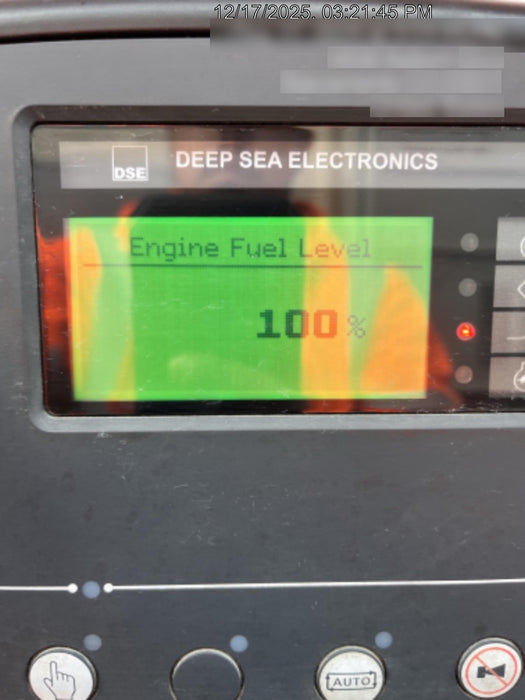 12/17/2025, 03:21:45 PM
DSE
DEEP SEA ELECTRONICS
Engine Fuel Level
100 %
AUTO